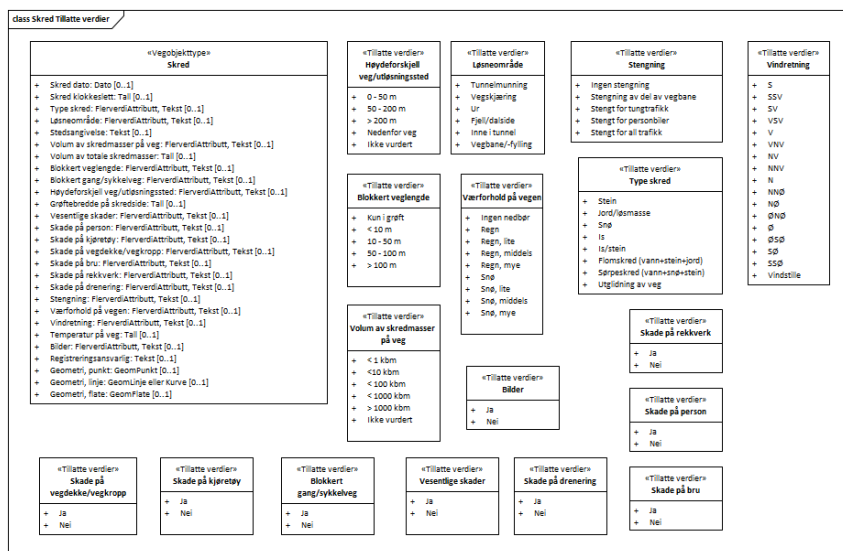 class Skred Tillatte verdier
«Vegobjekttype»
Skred
+ Skred dato: Dato [0..1]
+ Skred klokkeslett: Tall [0..1]
+ Type skred: FlerverdiAttributt, Tekst [0..1]
+ Løsneområde: FlerverdiAttributt, Tekst [0..1]
+ Stedsangivelse: Tekst [0..1]
+ Volum av skredmasser på veg: FlerverdiAttributt, Tekst [0..1]
+ Volum av totale skredmasser: Tall [0..1]
+ Blokkert veglengde: FlerverdiAttributt, Tekst [0..1]
+ Blokkert gang/sykkelveg: FlerverdiAttributt, Tekst [0..1]
+ Høydeforskjell veg/utløsningssted: FlerverdiAttributt, Tekst [0..1]
+ Grøftebredde på skredside: Tall [0..1]
+ Vesentlige skader: FlerverdiAttributt, Tekst [0..1]
+ Skade på person: FlerverdiAttributt, Tekst [0..1]
+ Skade på kjøretøy: FlerverdiAttributt, Tekst [0..1]
+ Skade på vegdekke/vegkropp: FlerverdiAttributt, Tekst [0..1]
+ Skade på bru: FlerverdiAttributt, Tekst [0..1]
+ Skade på rekkverk: FlerverdiAttributt, Tekst [0..1]
+ Skade på drenering: FlerverdiAttributt, Tekst [0..1]
+ Stengning: FlerverdiAttributt, Tekst [0..1]
+ Værforhold på vegen: FlerverdiAttributt, Tekst [0..1]
+ Vindretning: FlerverdiAttributt, Tekst [0..1]
+ Temperatur på veg: Tall [0..1]
+ Bilder: FlerverdiAttributt, Tekst [0..1]
+ Registreringsansvarlig: Tekst [0..1]
+ Geometri, punkt: GeomPunkt [0..1]
+ Geometri, linje: GeomLinje eller Kurve [0..1]
+ Geometri, flate: GeomFlate [0..1]
«Tillatte verdier»
Høydeforskjell
veg/utløsningssted
+ 0 - 50 m
+ 50 - 200 m
+ > 200 m
+ Nedenfor veg
+ Ikke vurdert
«Tillatte verdier»
Løsneområde
+ Tunnelmunning
+ Vegskjæring
+ Ur
+ Fjell/dalside
+ Inne i tunnel
+ Vegbane/-fylling
«Tillatte verdier»
Stengning
+ Ingen stengning
+ Stengning av del av vegbane
+ Stengt for tungtrafikk
+ Stengt for personbiler
+ Stengt for all trafikk
«Tillatte verdier»
Vindretning
+ S
+ SSV
+ SV
+ VSV
+ V
+ VNV
+ NV
+ NNV
+ N
+ NNØ
+ NØ
+ ØNØ
+ Ø
+ ØSØ
+ SØ
+ SSØ
+ Vindstille
«Tillatte verdier»
Blokkert veglengde
+ Kun i grøft
+ < 10 m
+ 10 - 50 m
+ 50 - 100 m
+ > 100 m
«Tillatte verdier»
Værforhold på vegen
+ Ingen nedbør
+ Regn
+ Regn, lite
+ Regn, middels
+ Regn, mye
+ Snø
+ Snø, lite
+ Snø, middels
+ Snø, mye
«Tillatte verdier»
Type skred
+ Stein
+ Jord/løsmasse
+ Snø
+ Is
+ Is/stein
+ Flomskred (vann+stein+jord)
+ Sørpeskred (vann+snø+stein)
+ Utglidning av veg
«Tillatte verdier»
Volum av skredmasser
på veg
+ < 1 kbm
+ <10 kbm
+ < 100 kbm
+ < 1000 kbm
+ > 1000 kbm
+ Ikke vurdert
«Tillatte verdier»
Bilder
+ Ja
+ Nei
«Tillatte verdier»
Skade på rekkverk
+ Ja
+ Nei
«Tillatte verdier»
Skade på person
+ Ja
+ Nei
«Tillatte verdier»
Skade på
vegdekke/vegkropp
+ Ja
+ Nei
«Tillatte verdier»
Skade på kjøretøy
+ Ja
+ Nei
«Tillatte verdier»
Blokkert
gang/sykkelveg
+ Ja
+ Nei
«Tillatte verdier»
Vesentlige skader
+ Ja
+ Nei
«Tillatte verdier»
Skade på drenering
+ Ja
+ Nei
«Tillatte verdier»
Skade på bru
+ Ja
+ Nei